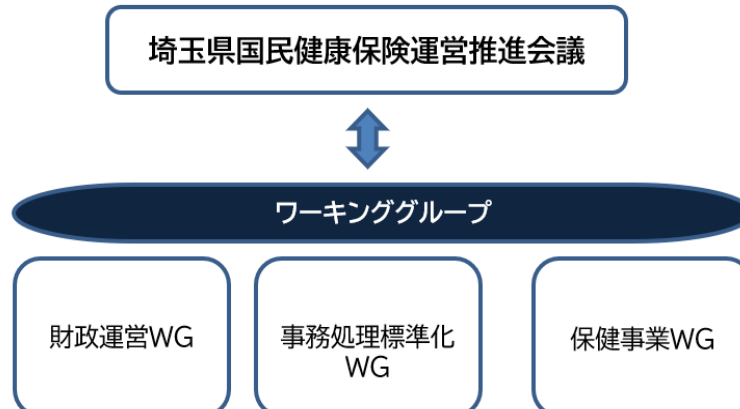 埼玉県国民健康保険運営推進会議
ワーキンググループ
財政運営WG
事務処理標準化
WG
保健事業WG